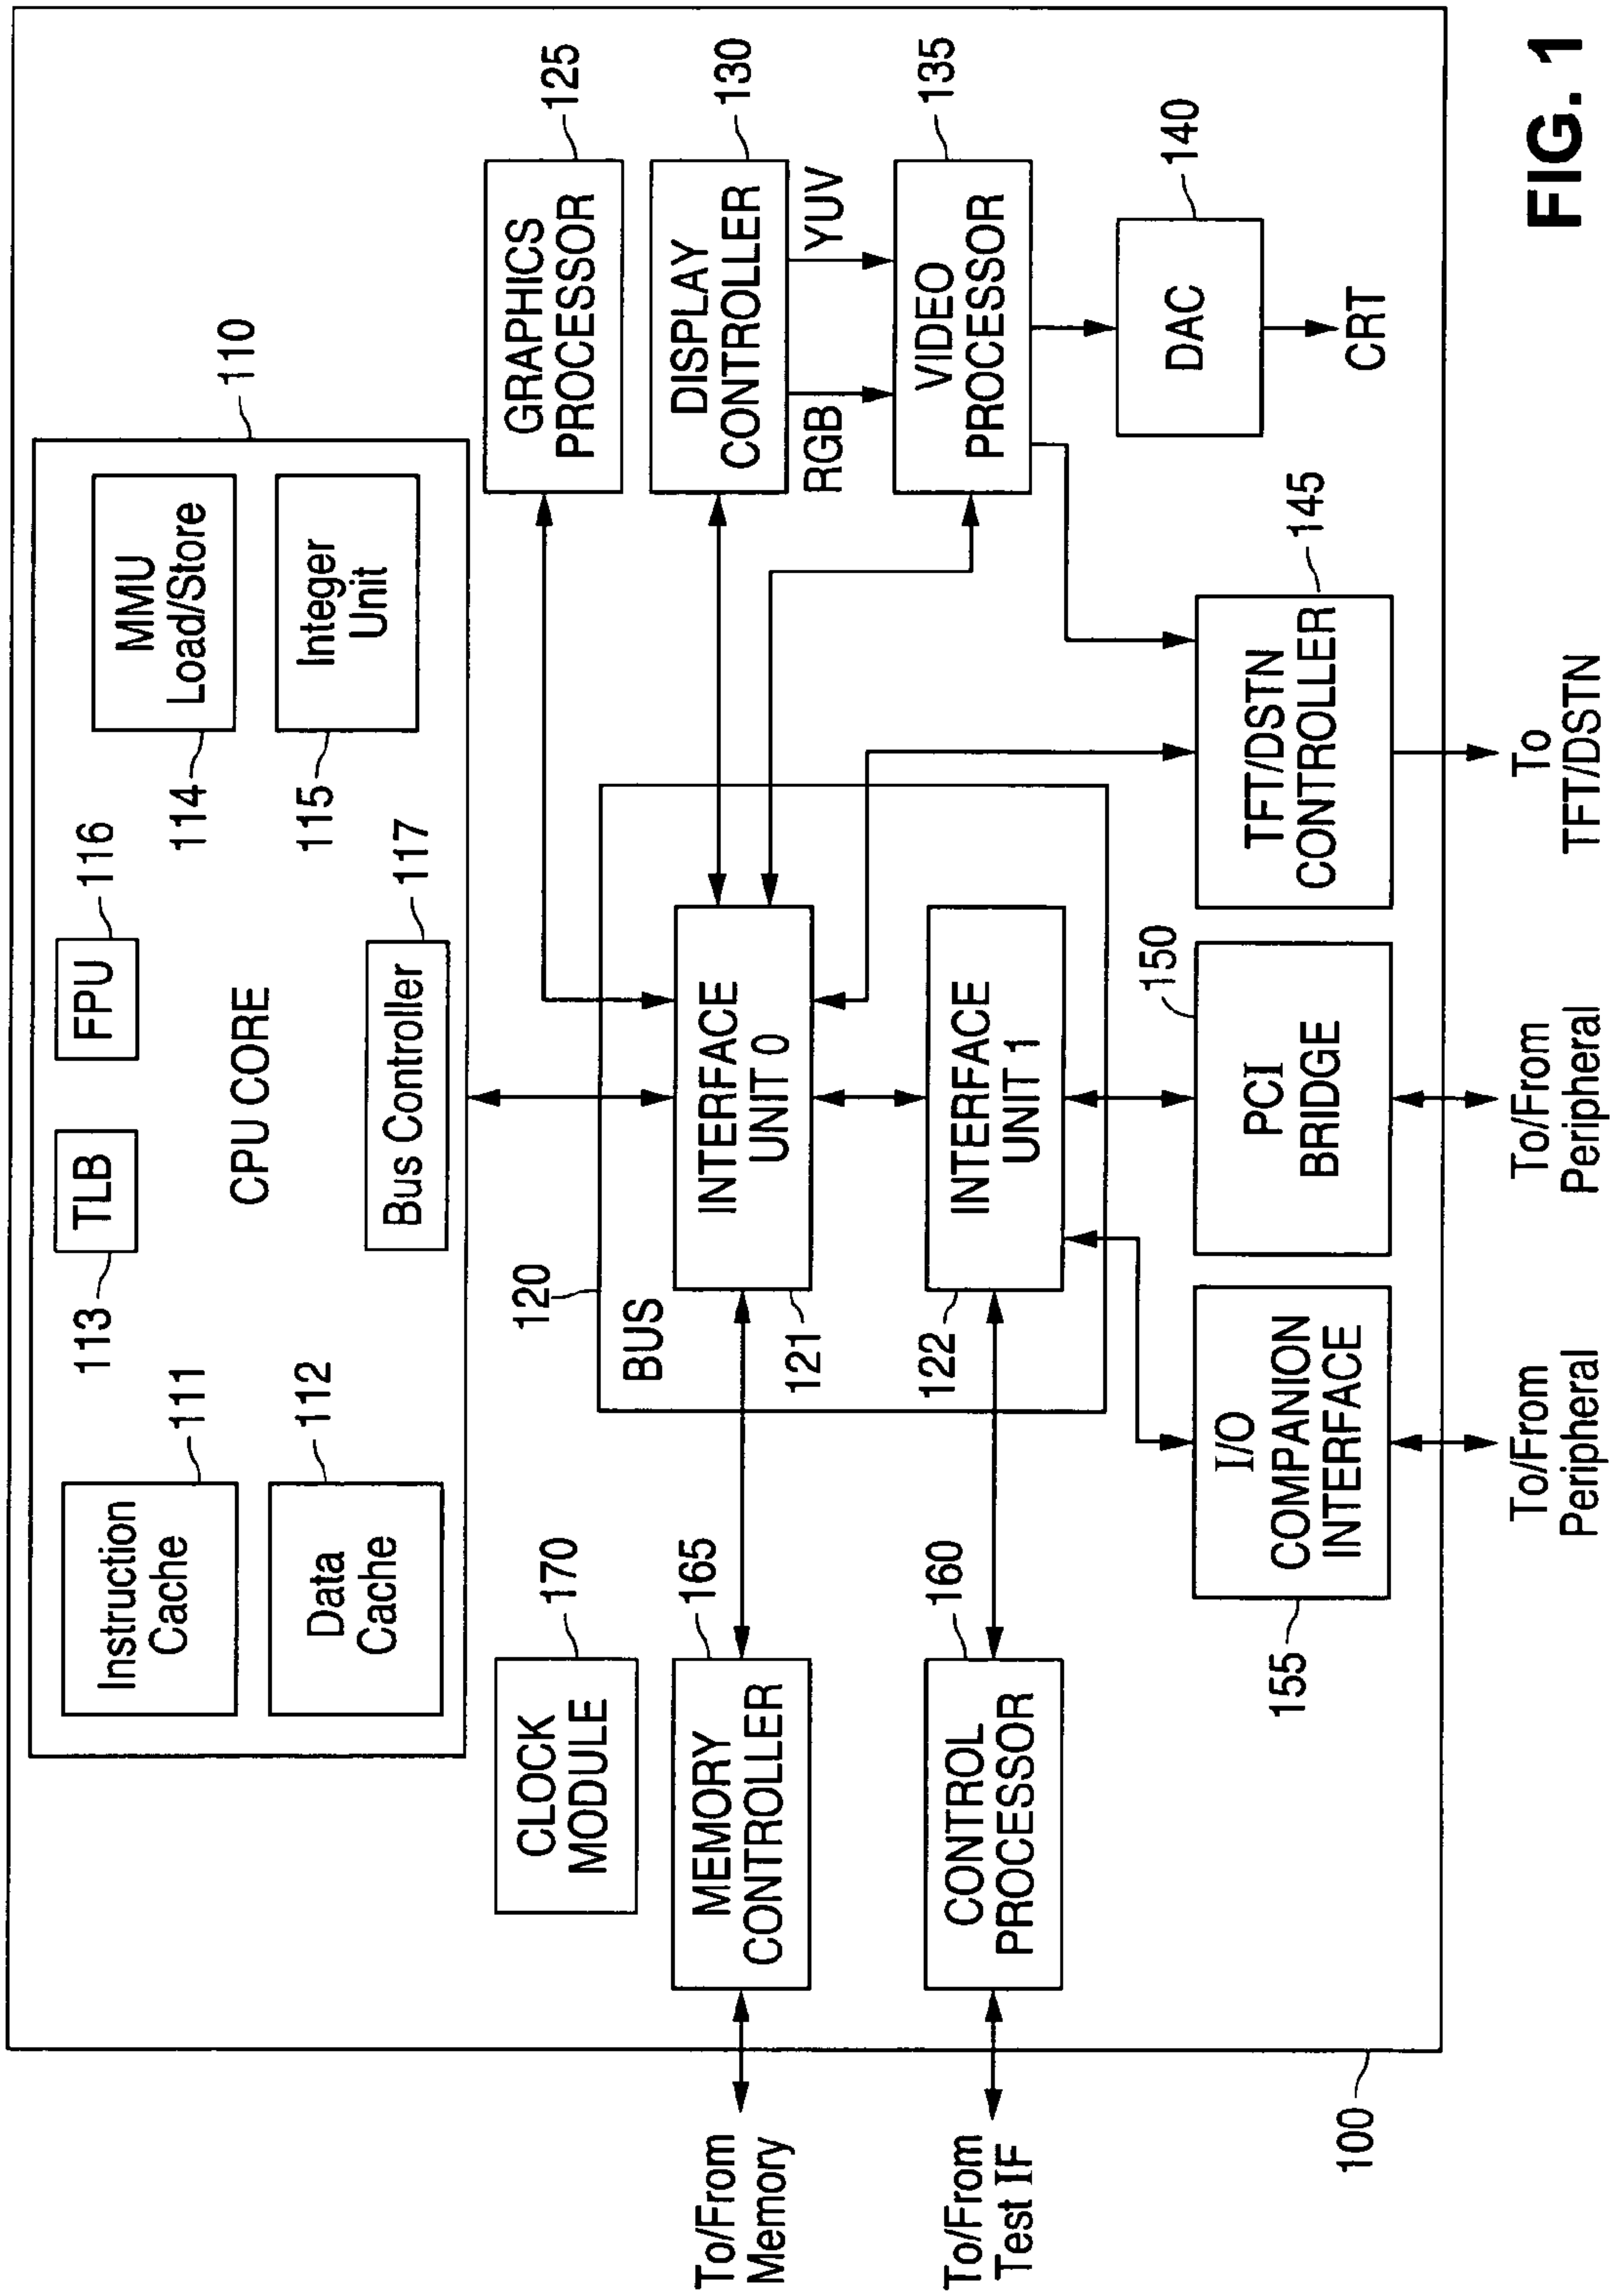 110
Instruction
Cache
111
Data
Cache
112
TLB
113
FPU
116
CPU CORE
Bus Controller
117
MMU
Load/Store
114
Integer
Unit
115
CLOCK
MODULE
170
GRAPHICS
PROCESSOR
125
120
BUS
To/From
Memory
MEMORY
CONTROLLER
165
INTERFACE
UNIT 0
121
DISPLAY
CONTROLLER
130
RGB
YUV
To/From
Test IF
CONTROL
PROCESSOR
160
INTERFACE
UNIT 1
122
VIDEO
PROCESSOR
135
I/O
COMPANION
INTERFACE
155
PCI
BRIDGE
150
TFT/DSTN
CONTROLLER
145
DAC
140
CRT
100
To/From
Peripheral
To/From
Peripheral
To
TFT/DSTN
FIG. 1